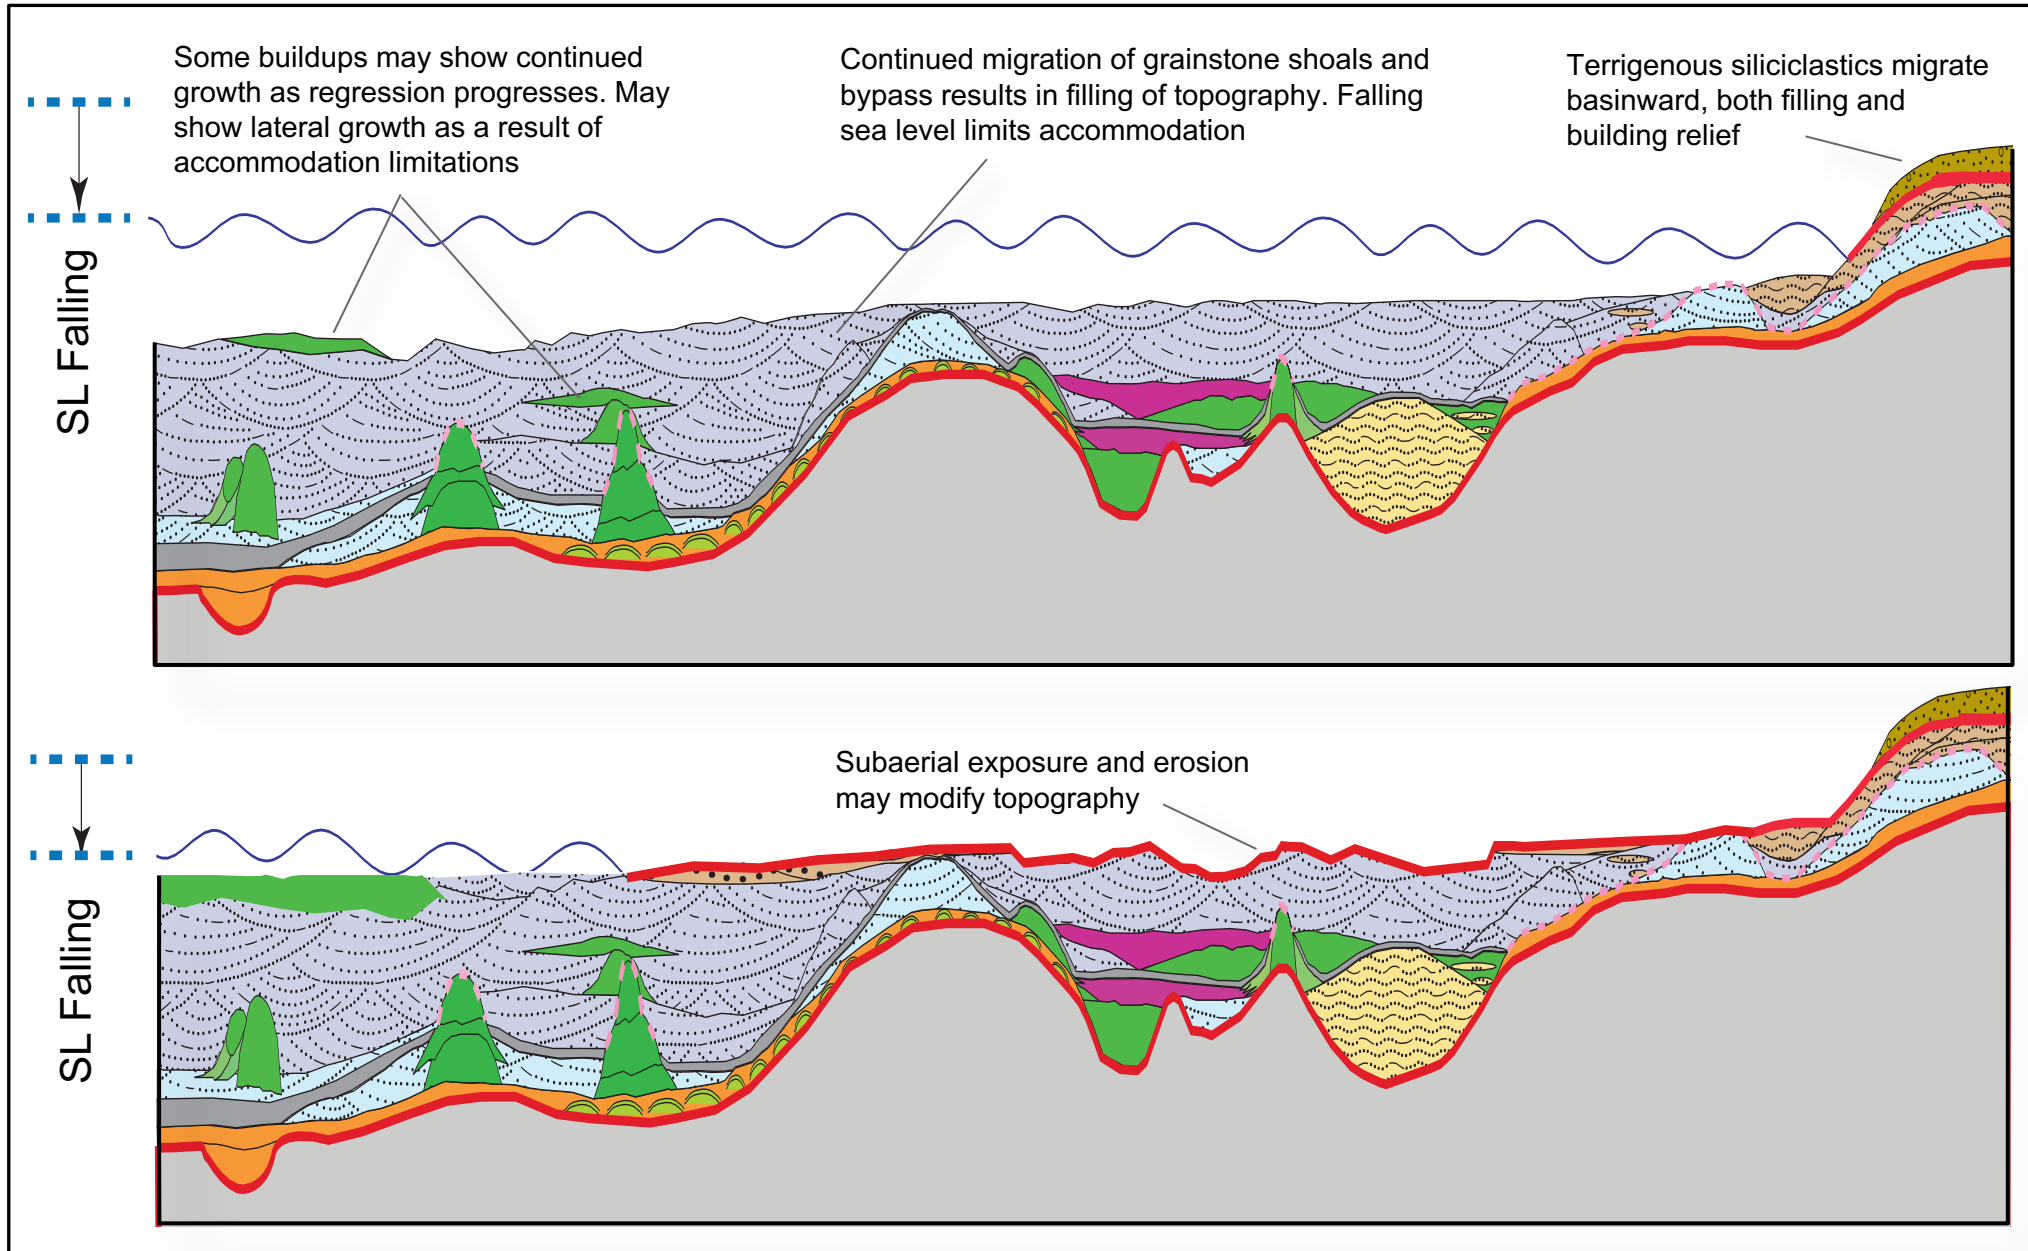 Some buildups may show continued
growth as regression progresses. May
show lateral growth as a result of
accommodation limitations
Continued migration of grainstone shoals and
bypass results in filling of topography. Falling
sea level limits accommodation
Terrigenous siliciclastics migrate
basinward, both filling and
building relief
SL Falling
Subaerial exposure and erosion
may modify topography
SL Falling